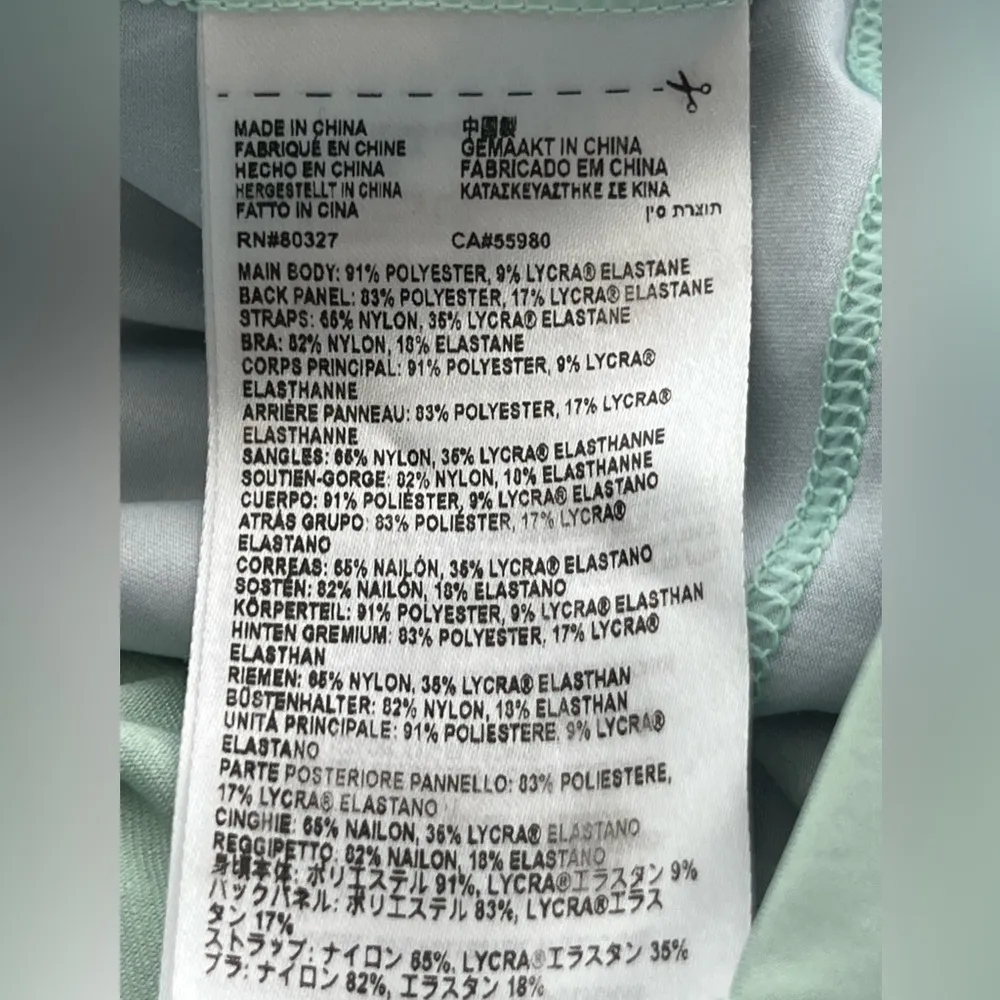 MADE IN CHINA
FABRIQUÉ EN CHINE
HECHO EN CHINA
HERGESTELLT IN CHINA
FATTO IN CINA
中國製
GEMAAKT IN CHINA
FABRICADO EM CHINA
ΚΑΤΑΣΚΕΥΑΣΤΗΚΕ ΣΕ ΚΙΝΑ
תוצרת סין
RN#80327 CA#55980
MAIN BODY: 91% POLYESTER, 9% LYCRA® ELASTANE
BACK PANEL: 83% POLYESTER, 17% LYCRA® ELASTANE
STRAPS: 65% NYLON, 35% LYCRA® ELASTANE
BRA: 82% NYLON, 18% ELASTANE
CORPS PRINCIPAL: 91% POLYESTER, 9% LYCRA®
ELASTHANNE
ARRIÈRE PANNEAU: 83% POLYESTER, 17% LYCRA®
ELASTHANNE
SANGLES: 65% NYLON, 35% LYCRA® ELASTHANNE
SOUTIEN-GORGE: 82% NYLON, 18% ELASTHANNE
CUERPO: 91% POLIÉSTER, 9% LYCRA® ELASTANO
ATRÁS GRUPO: 83% POLIÉSTER, 17% LYCRA®
ELASTANO
CORREAS: 65% NAILÓN, 35% LYCRA® ELASTANO
SOSTÉN: 82% NAILÓN, 18% ELASTANO
KÖRPERTEIL: 91% POLYESTER, 9% LYCRA® ELASTHAN
HINTEN GREMIUM: 83% POLYESTER, 17% LYCRA®
ELASTHAN
RIEMEN: 65% NYLON, 35% LYCRA® ELASTHAN
BÜSTENHALTER: 82% NYLON, 18% ELASTHAN
UNITÀ PRINCIPALE: 91% POLIESTERE, 9% LYCRA®
ELASTANO
PARTE POSTERIORE PANNELLO: 83% POLIESTERE,
17% LYCRA® ELASTANO
CINGHIE: 65% NAILON, 35% LYCRA® ELASTANO
REGGIPETTO: 82% NAILON, 18% ELASTANO
身頃本体: ポリエステル 91%, LYCRA®エラスタン 9%
バックパネル: ポリエステル 83%, LYCRA®エラス
タン 17%
ストラップ: ナイロン 65%, LYCRA®エラスタン 35%
ブラ: ナイロン 82%, エラスタン 18%